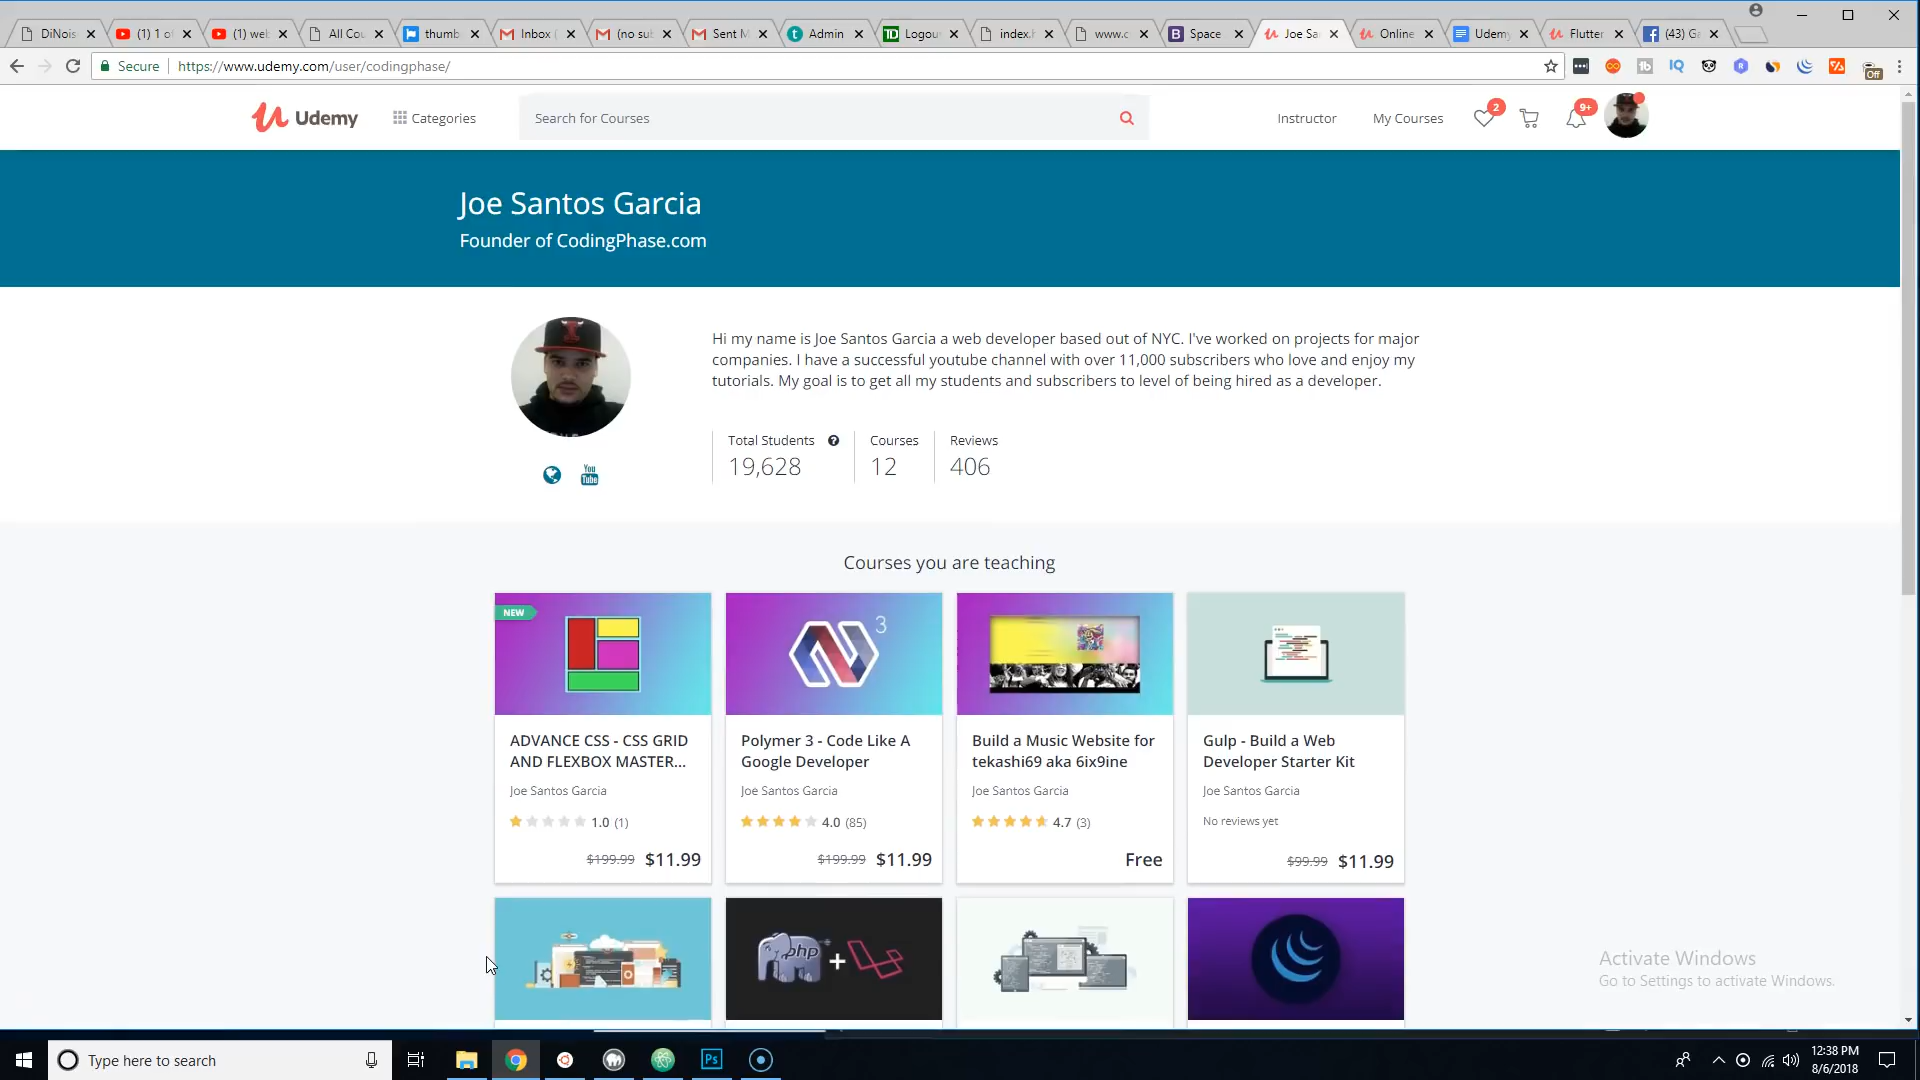 DiNois
(1) 1 o
(1) web
All Cou
thumb
Inbox (
(no sub
Sent M
Admin
Logou
index.h
www.c
Space
Joe Sa
Online
Udemy
Flutter
(43) Ga
Secure
https://www.udemy.com/user/codingphase/
Off
Udemy
Categories
Search for Courses
Instructor
My Courses
2
9+
Joe Santos Garcia
Founder of CodingPhase.com
Hi my name is Joe Santos Garcia a web developer based out of NYC. I've worked on projects for major
companies. I have a successful youtube channel with over 11,000 subscribers who love and enjoy my
tutorials. My goal is to get all my students and subscribers to level of being hired as a developer.
You
Tube
Total Students
Courses
Reviews
19,628
12
406
Courses you are teaching
NEW
3
ADVANCE CSS - CSS GRID
AND FLEXBOX MASTER...
Joe Santos Garcia
1.0 (1)
$199.99 $11.99
Polymer 3 - Code Like A
Google Developer
Joe Santos Garcia
4.0 (85)
$199.99 $11.99
Build a Music Website for
tekashi69 aka 6ix9ine
Joe Santos Garcia
4.7 (3)
Free
Gulp - Build a Web
Developer Starter Kit
Joe Santos Garcia
No reviews yet
$99.99 $11.99
php +
Activate Windows
Go to Settings to activate Windows.
Type here to search
Ps
12:38 PM
8/6/2018